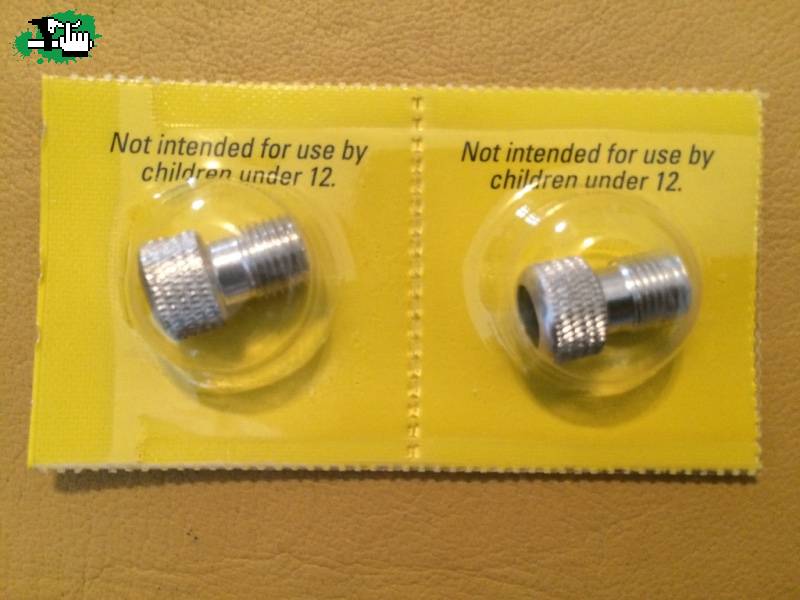 Not intended for use by
children under 12.
Not intended for use by
children under 12.